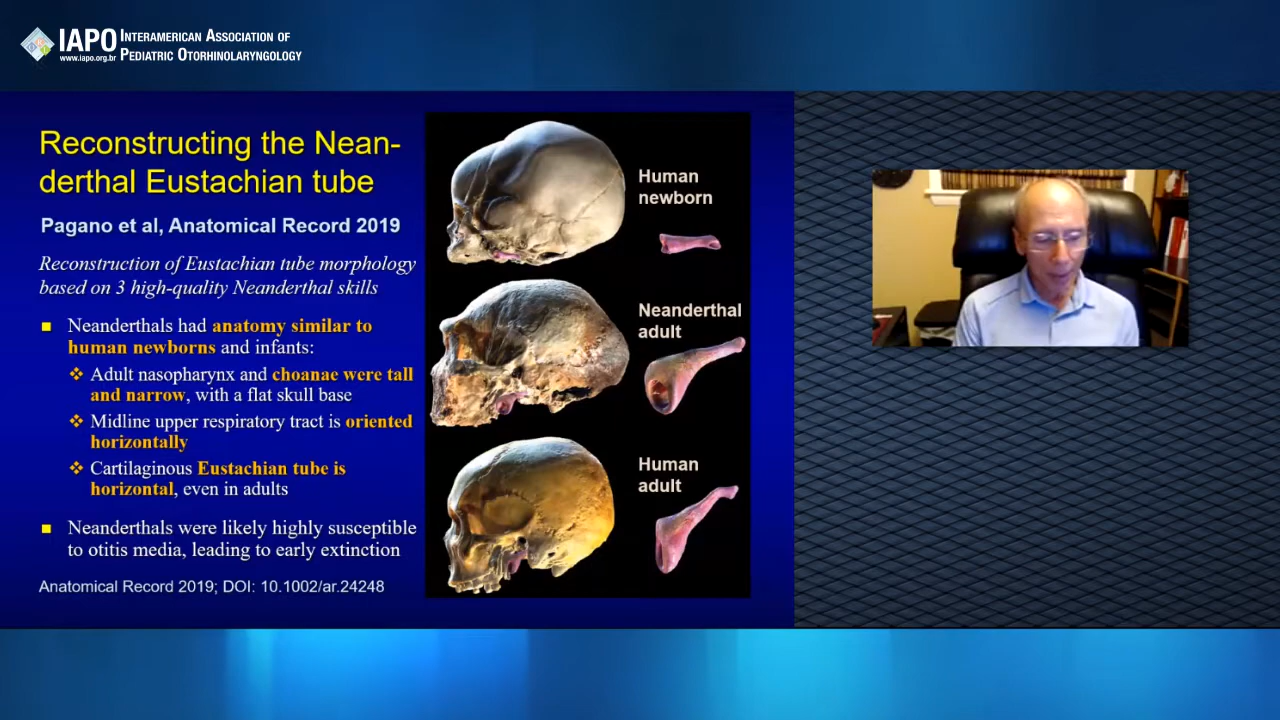 IAPO
INTERAMERICAN ASSOCIATION OF
PEDIATRIC OTORHINOLARYNGOLOGY
www.iapo.org.br
Reconstructing the Nean-
derthal Eustachian tube
Pagano et al, Anatomical Record 2019
Reconstruction of Eustachian tube morphology
based on 3 high-quality Neanderthal skills
Neanderthals had anatomy similar to
human newborns and infants:
Adult nasopharynx and choanae were tall
and narrow, with a flat skull base
Midline upper respiratory tract is oriented
horizontally
Cartilaginous Eustachian tube is
horizontal, even in adults
Neanderthals were likely highly susceptible
to otitis media, leading to early extinction
Anatomical Record 2019; DOI: 10.1002/ar.24248
Human
newborn
Neanderthal
adult
Human
adult